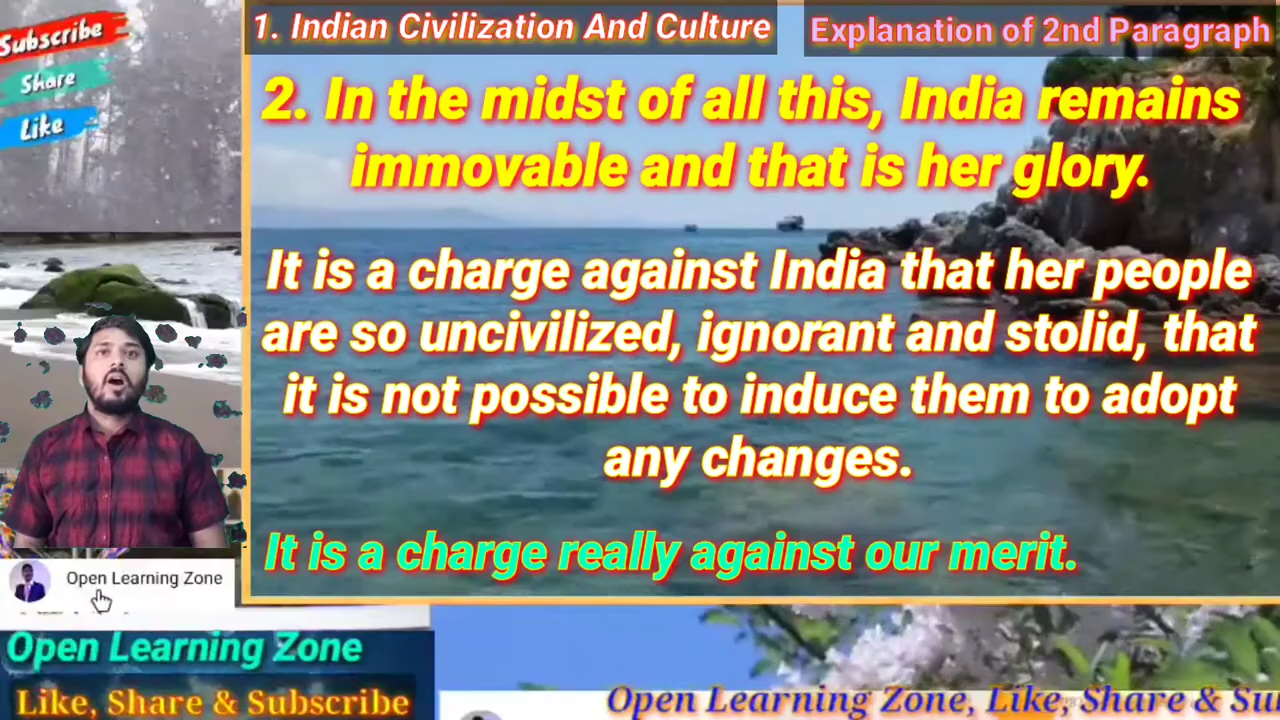 Subscribe
Share
Like
1. Indian Civilization And Culture
Explanation of 2nd Paragraph
2. In the midst of all this, India remains
immovable and that is her glory.
It is a charge against India that her people
are so uncivilized, ignorant and stolid, that
it is not possible to induce them to adopt
any changes.
It is a charge really against our merit.
Open Learning Zone
Open Learning Zone
Like, Share & Subscribe
Open Learning Zone, Like, Share & Su